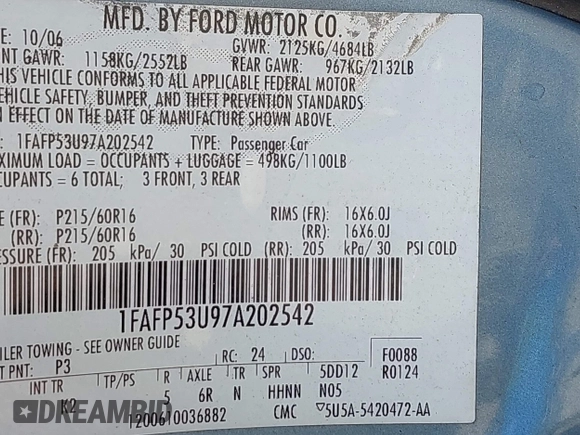 MFD. BY FORD MOTOR CO.
10/06 GVWR: 2125KG/4684LB
NT GAWR: 1158KG/2552LB REAR GAWR: 967KG/2132LB
HIS VEHICLE CONFORMS TO ALL APPLICABLE FEDERAL MOTOR
EHICLE SAFETY, BUMPER, AND THEFT PREVENTION STANDARDS
N EFFECT ON THE DATE OF MANUFACTURE SHOWN ABOVE.
: 1FAFP53U97A202542 TYPE: Passenger Car
XIMUM LOAD = OCCUPANTS + LUGGAGE = 498KG/1100LB
CUPANTS = 6 TOTAL; 3 FRONT, 3 REAR
(FR): P215/60R16 RIMS (FR): 16X6.0J
(RR): P215/60R16 (RR): 16X6.0J
ESSURE (FR): 205 kPa/ 30 PSI COLD (RR): 205 kPa/ 30 PSI COLD
1FAFP53U97A202542
ILER TOWING - SEE OWNER GUIDE
T PNT: P3 RC: 24 DSO: F0088
INT TR TP/PS R AXLE TR SPR 5DD12 R0124
K2 5 6R N HHNN N05
1200610036882 CMC ▽5U5A-5420472-AA
DREAMBID